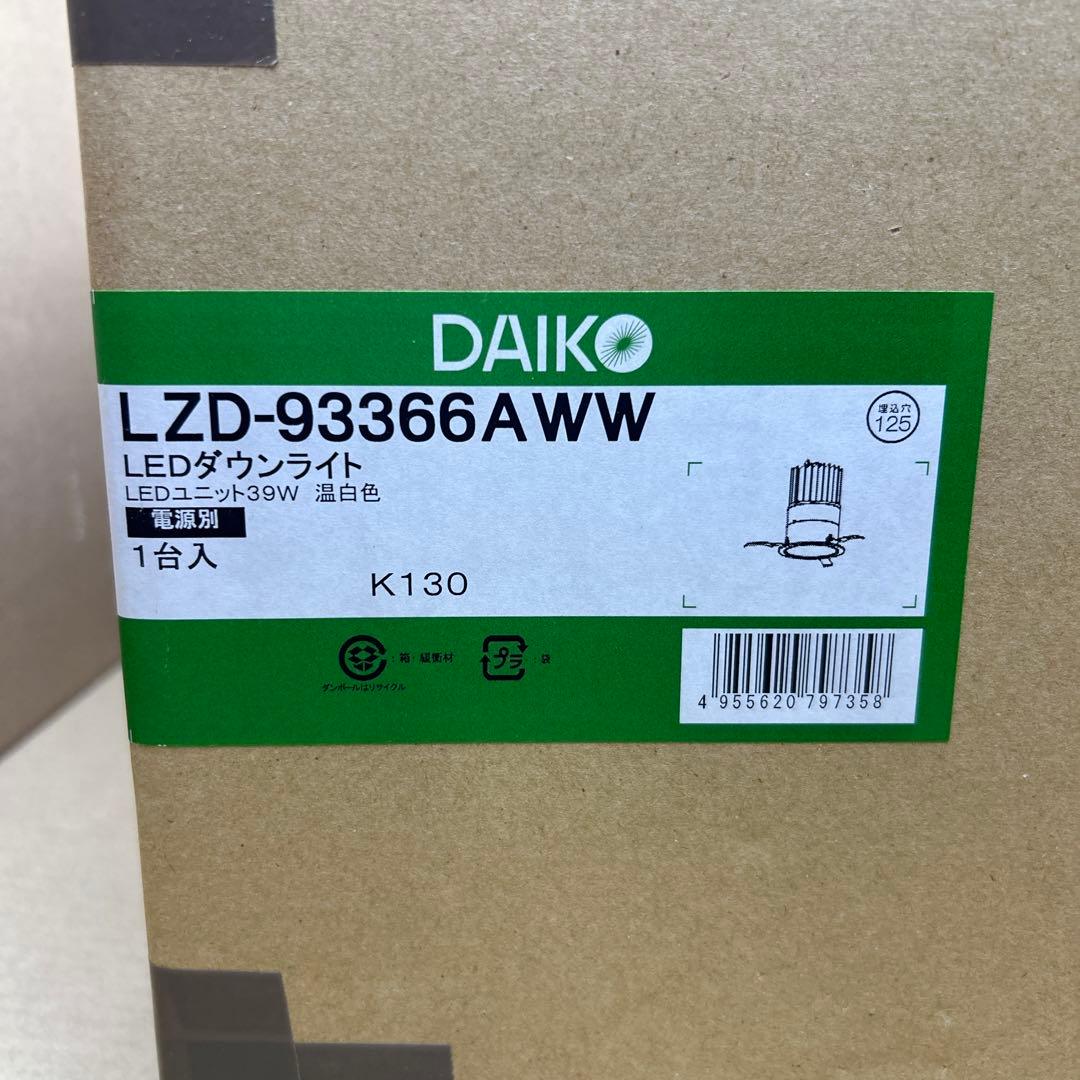 DAIKO
LZD-93366AWW
埋込穴
125
LEDダウンライト
LEDユニット39W 温白色
電源別
1台入
K130
:箱・緩衝材
プラ
:袋
ダンボールはリサイクル
4 955620 797358